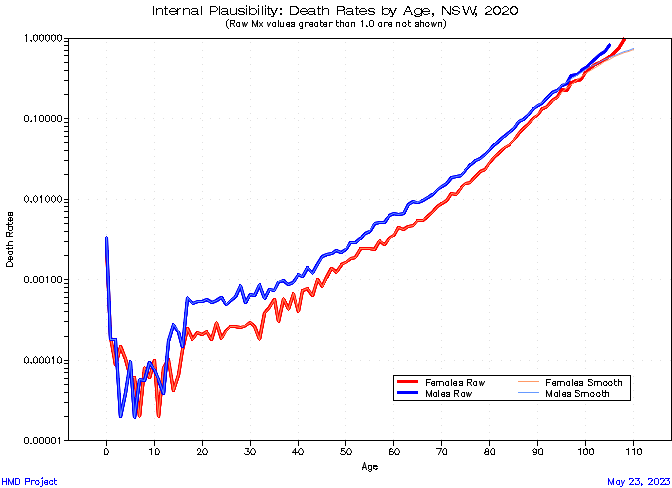 Internal Plausibility: Death Rates by Age, NSW, 2020
(Raw Mx values greater than 1.0 are not shown)
1.00000
0.10000
0.01000
0.00100
0.00010
0.00001
Death Rates
Females Raw
Females Smooth
Males Raw
Males Smooth
0 10 20 30 40 50 60 70 80 90 100 110
Age
HMD Project
May 23, 2023